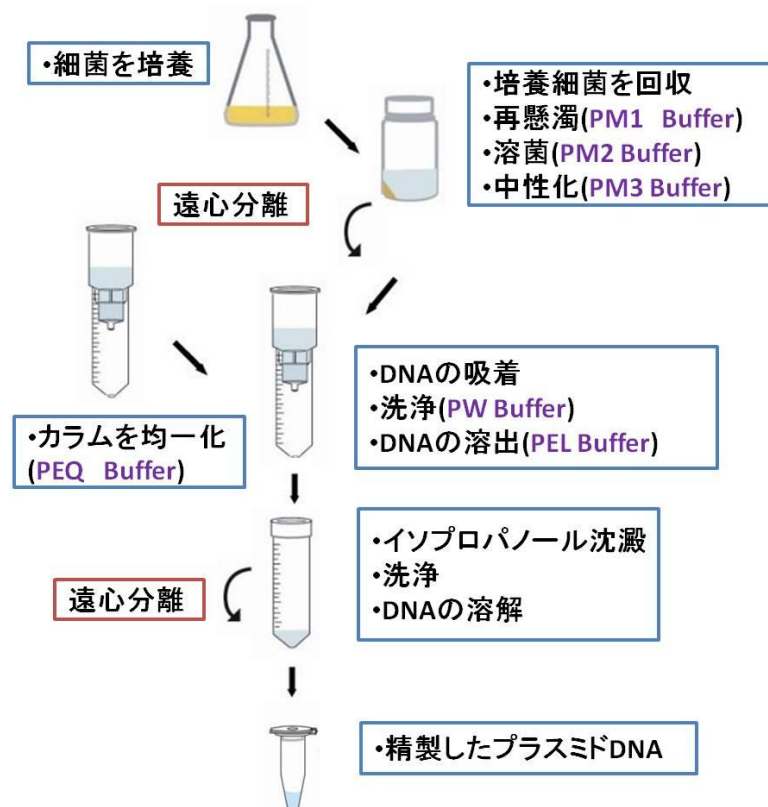 ・細菌を培養
・培養細菌を回収
・再懸濁(PM1 Buffer)
・溶菌(PM2 Buffer)
・中性化(PM3 Buffer)
遠心分離
・カラムを均一化
(PEQ Buffer)
・DNAの吸着
・洗浄(PW Buffer)
・DNAの溶出(PEL Buffer)
遠心分離
・イソプロパノール沈澱
・洗浄
・DNAの溶解
・精製したプラスミドDNA